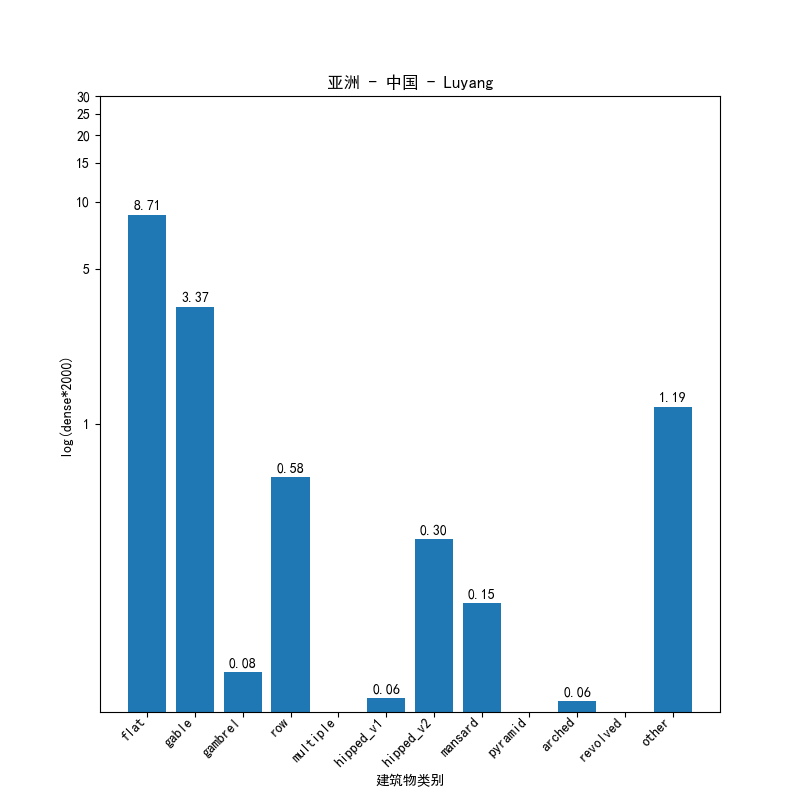 亚洲 - 中国 - Luyang
30
25
20
15
10
5
1
log(dense*2000)
8.71
3.37
0.08
0.58
0.06
0.30
0.15
0.06
1.19
flat
gable
gambrel
row
multiple
hipped_v1
hipped_v2
mansard
pyramid
arched
revolved
other
建筑物类别